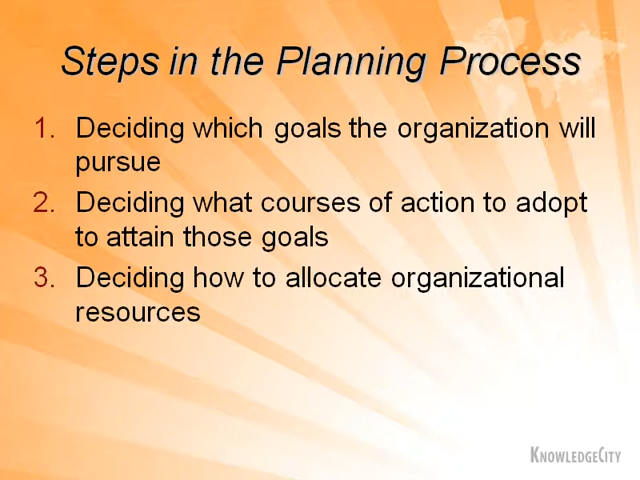 Steps in the Planning Process
1. Deciding which goals the organization will
pursue
2. Deciding what courses of action to adopt
to attain those goals
3. Deciding how to allocate organizational
resources
KNOWLEDGECITY